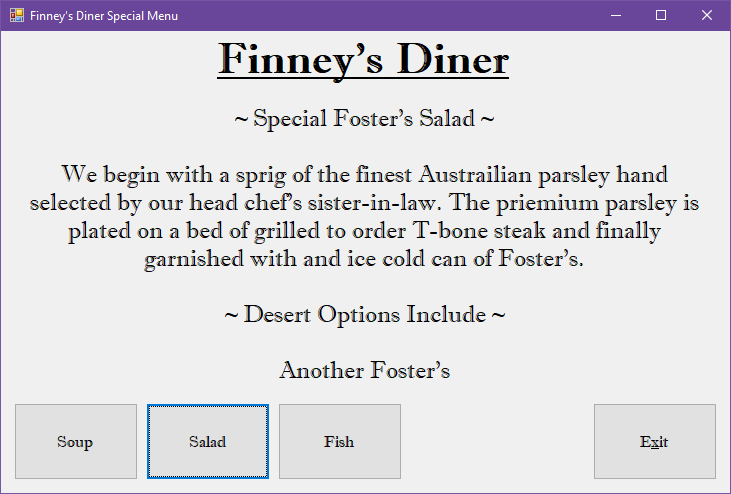 Finney's Diner Special Menu
Finney's Diner
~ Special Foster's Salad ~
We begin with a sprig of the finest Austrailian parsley hand
selected by our head chef's sister-in-law. The priemium parsley is
plated on a bed of grilled to order T-bone steak and finally
garnished with and ice cold can of Foster's.
~ Desert Options Include ~
Another Foster's
Soup Salad Fish Exit